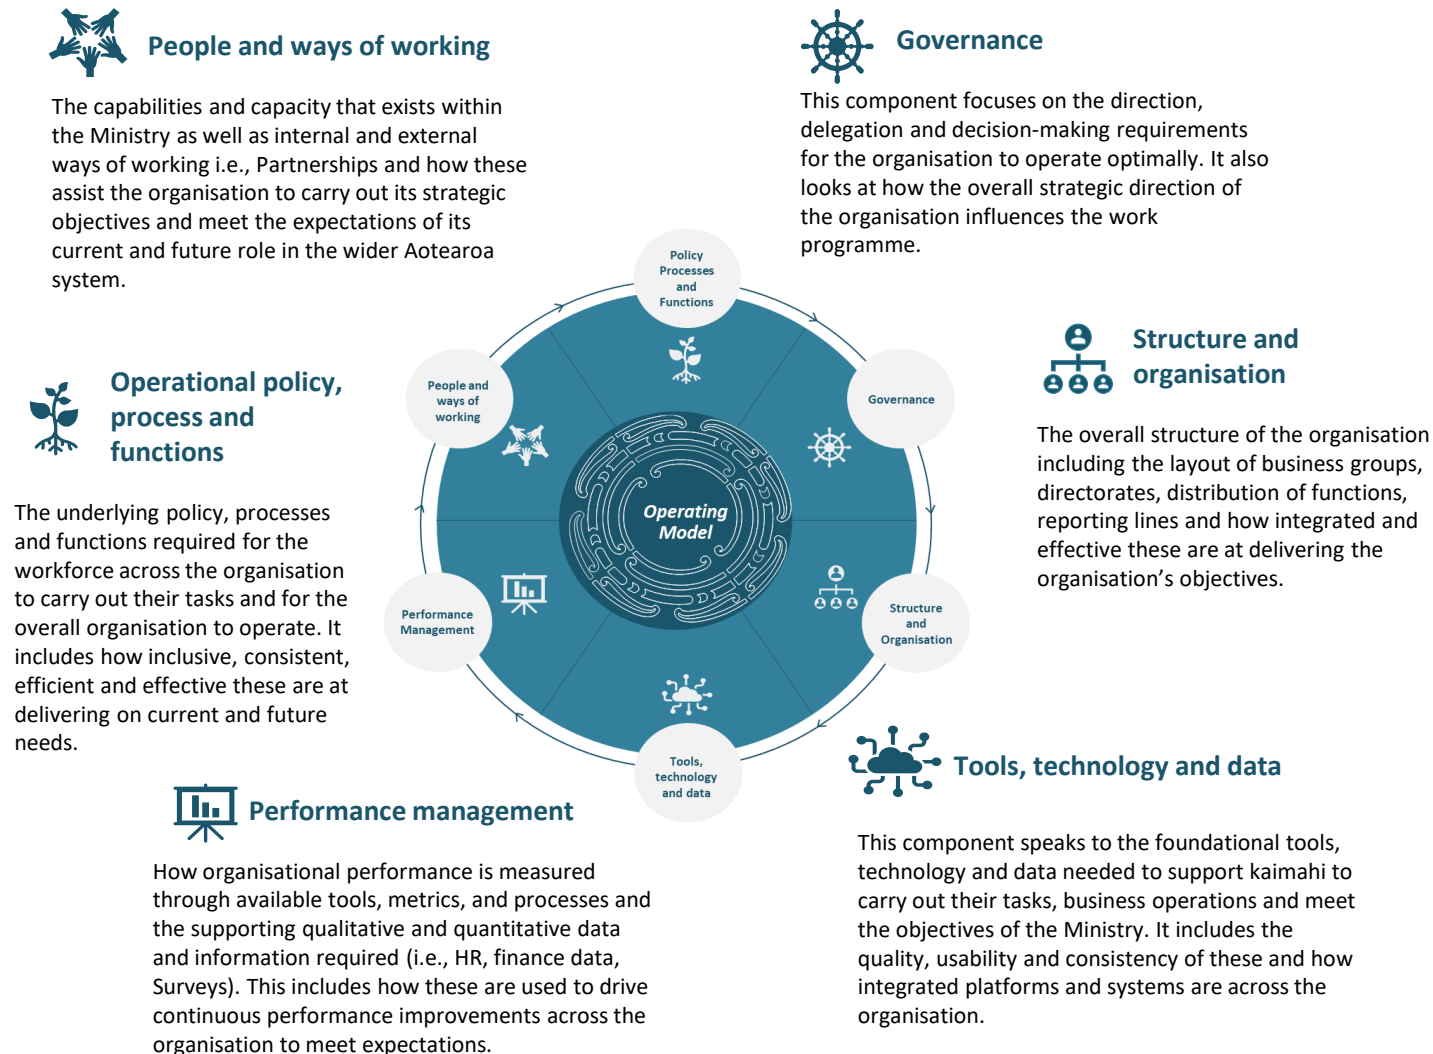 People and ways of working
The capabilities and capacity that exists within
the Ministry as well as internal and external
ways of working i.e., Partnerships and how these
assist the organisation to carry out its strategic
objectives and meet the expectations of its
current and future role in the wider Aotearoa
system.
Governance
This component focuses on the direction,
delegation and decision-making requirements
for the organisation to operate optimally. It also
looks at how the overall strategic direction of
the organisation influences the work
programme.
Operational policy,
process and
functions
The underlying policy, processes
and functions required for the
workforce across the organisation
to carry out their tasks and for the
overall organisation to operate. It
includes how inclusive, consistent,
efficient and effective these are at
delivering on current and future
needs.
Policy
Processes
and
Functions
People and
ways of
working
Governance
Operating
Model
Performance
Management
Structure
and
Organisation
Tools,
technology
and data
Structure and
organisation
The overall structure of the organisation
including the layout of business groups,
directorates, distribution of functions,
reporting lines and how integrated and
effective these are at delivering the
organisation’s objectives.
Performance management
How organisational performance is measured
through available tools, metrics, and processes and
the supporting qualitative and quantitative data
and information required (i.e., HR, finance data,
Surveys). This includes how these are used to drive
continuous performance improvements across the
organisation to meet expectations.
Tools, technology and data
This component speaks to the foundational tools,
technology and data needed to support kaimahi to
carry out their tasks, business operations and meet
the objectives of the Ministry. It includes the
quality, usability and consistency of these and how
integrated platforms and systems are across the
organisation.